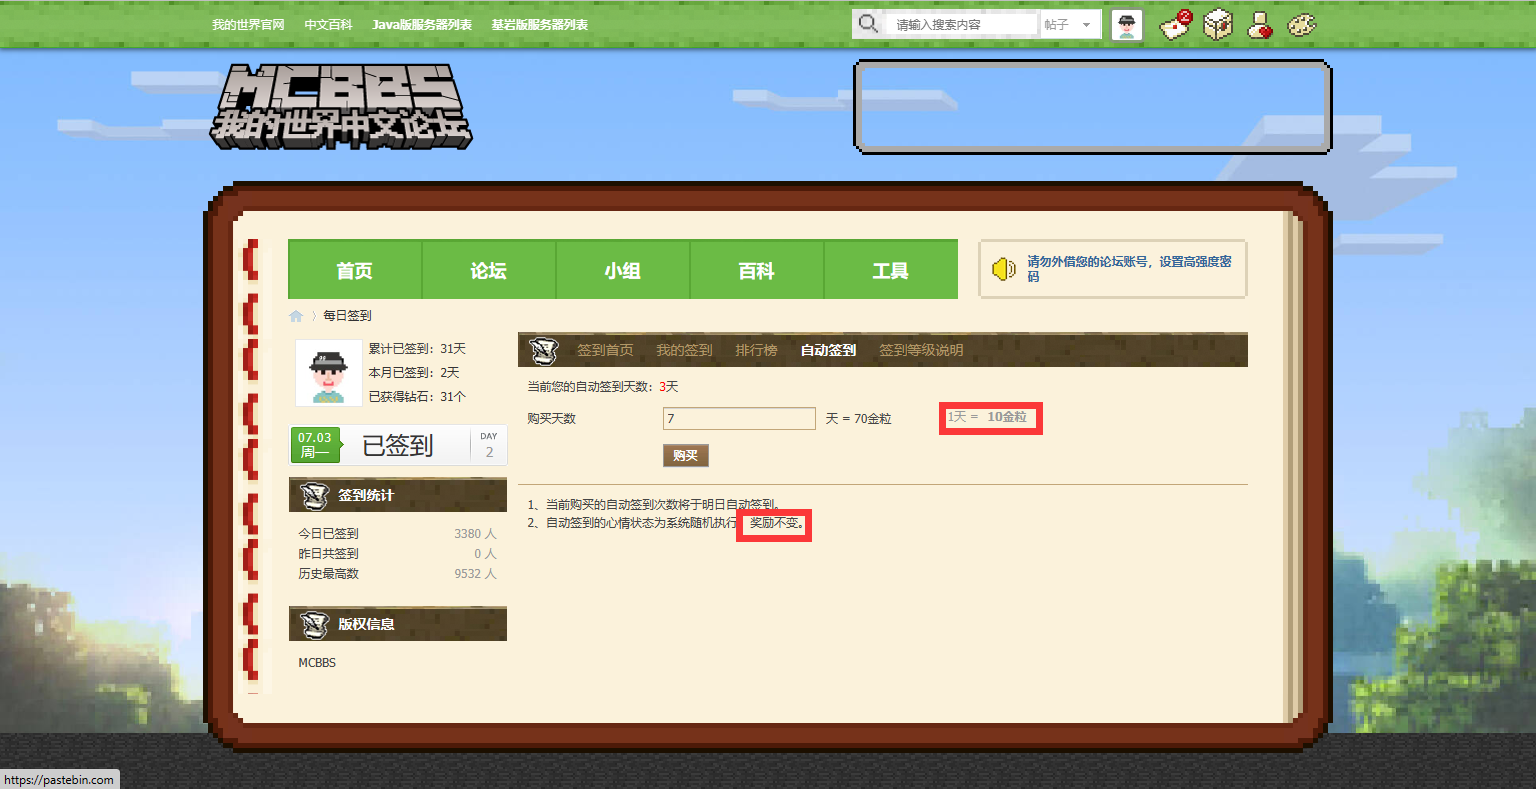 我的世界官网 中文百科 Java版服务器列表 基岩版服务器列表 请输入搜索内容 帖子 2
MCBBS
我的世界中文论坛
首页 论坛 小组 百科 工具
请勿外借您的论坛账号，设置高强度密
码
每日签到
累计已签到：31天
本月已签到：2天
已获得钻石：31个
07.03
周一
已签到
DAY
2
签到统计
今日已签到 3380 人
昨日共签到 0 人
历史最高数 9532 人
版权信息
MCBBS
签到首页 我的签到 排行榜 自动签到 签到等级说明
当前您的自动签到天数：3天
购买天数 7 天 = 70金粒 1天 = 10金粒
购买
1、当前购买的自动签到次数将于明日自动签到。
2、自动签到的心情状态为系统随机执行 奖励不变。
https://pastebin.com